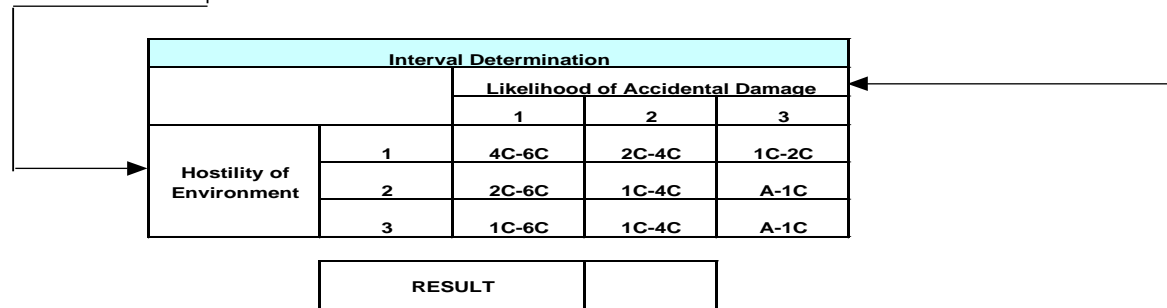 Interval Determination
Likelihood of Accidental Damage
1 2 3
Hostility of
Environment
1 4C-6C 2C-4C 1C-2C
2 2C-6C 1C-4C A-1C
3 1C-6C 1C-4C A-1C
RESULT